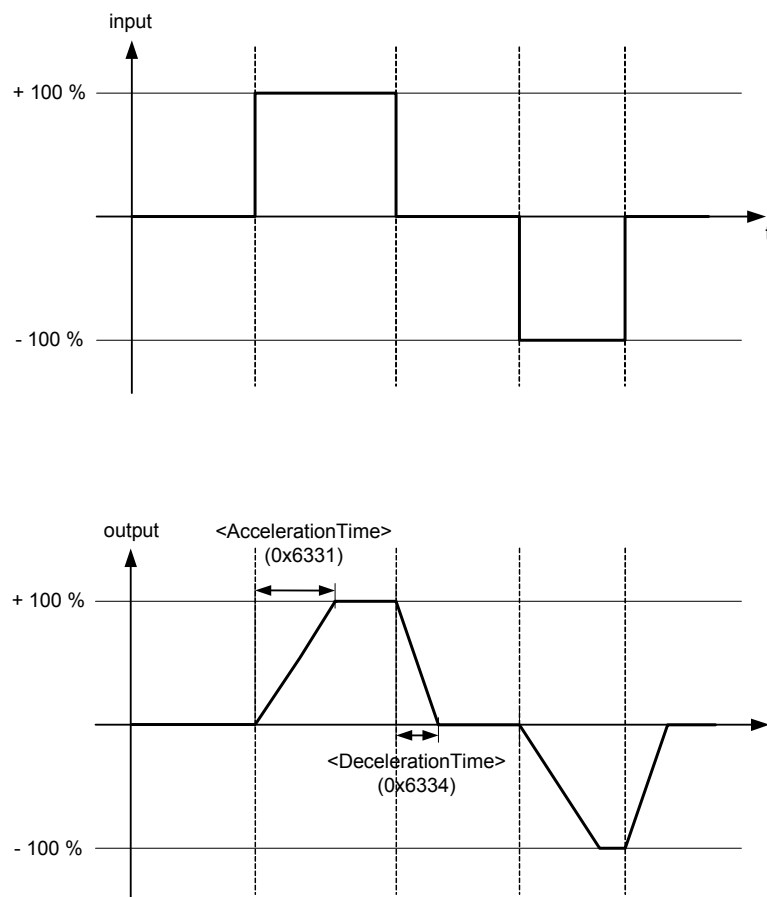 input
+ 100 %
t
- 100 %
<AccelerationTime>
(0x6331)
output
+ 100 %
<DecelerationTime>
(0x6334)
- 100 %